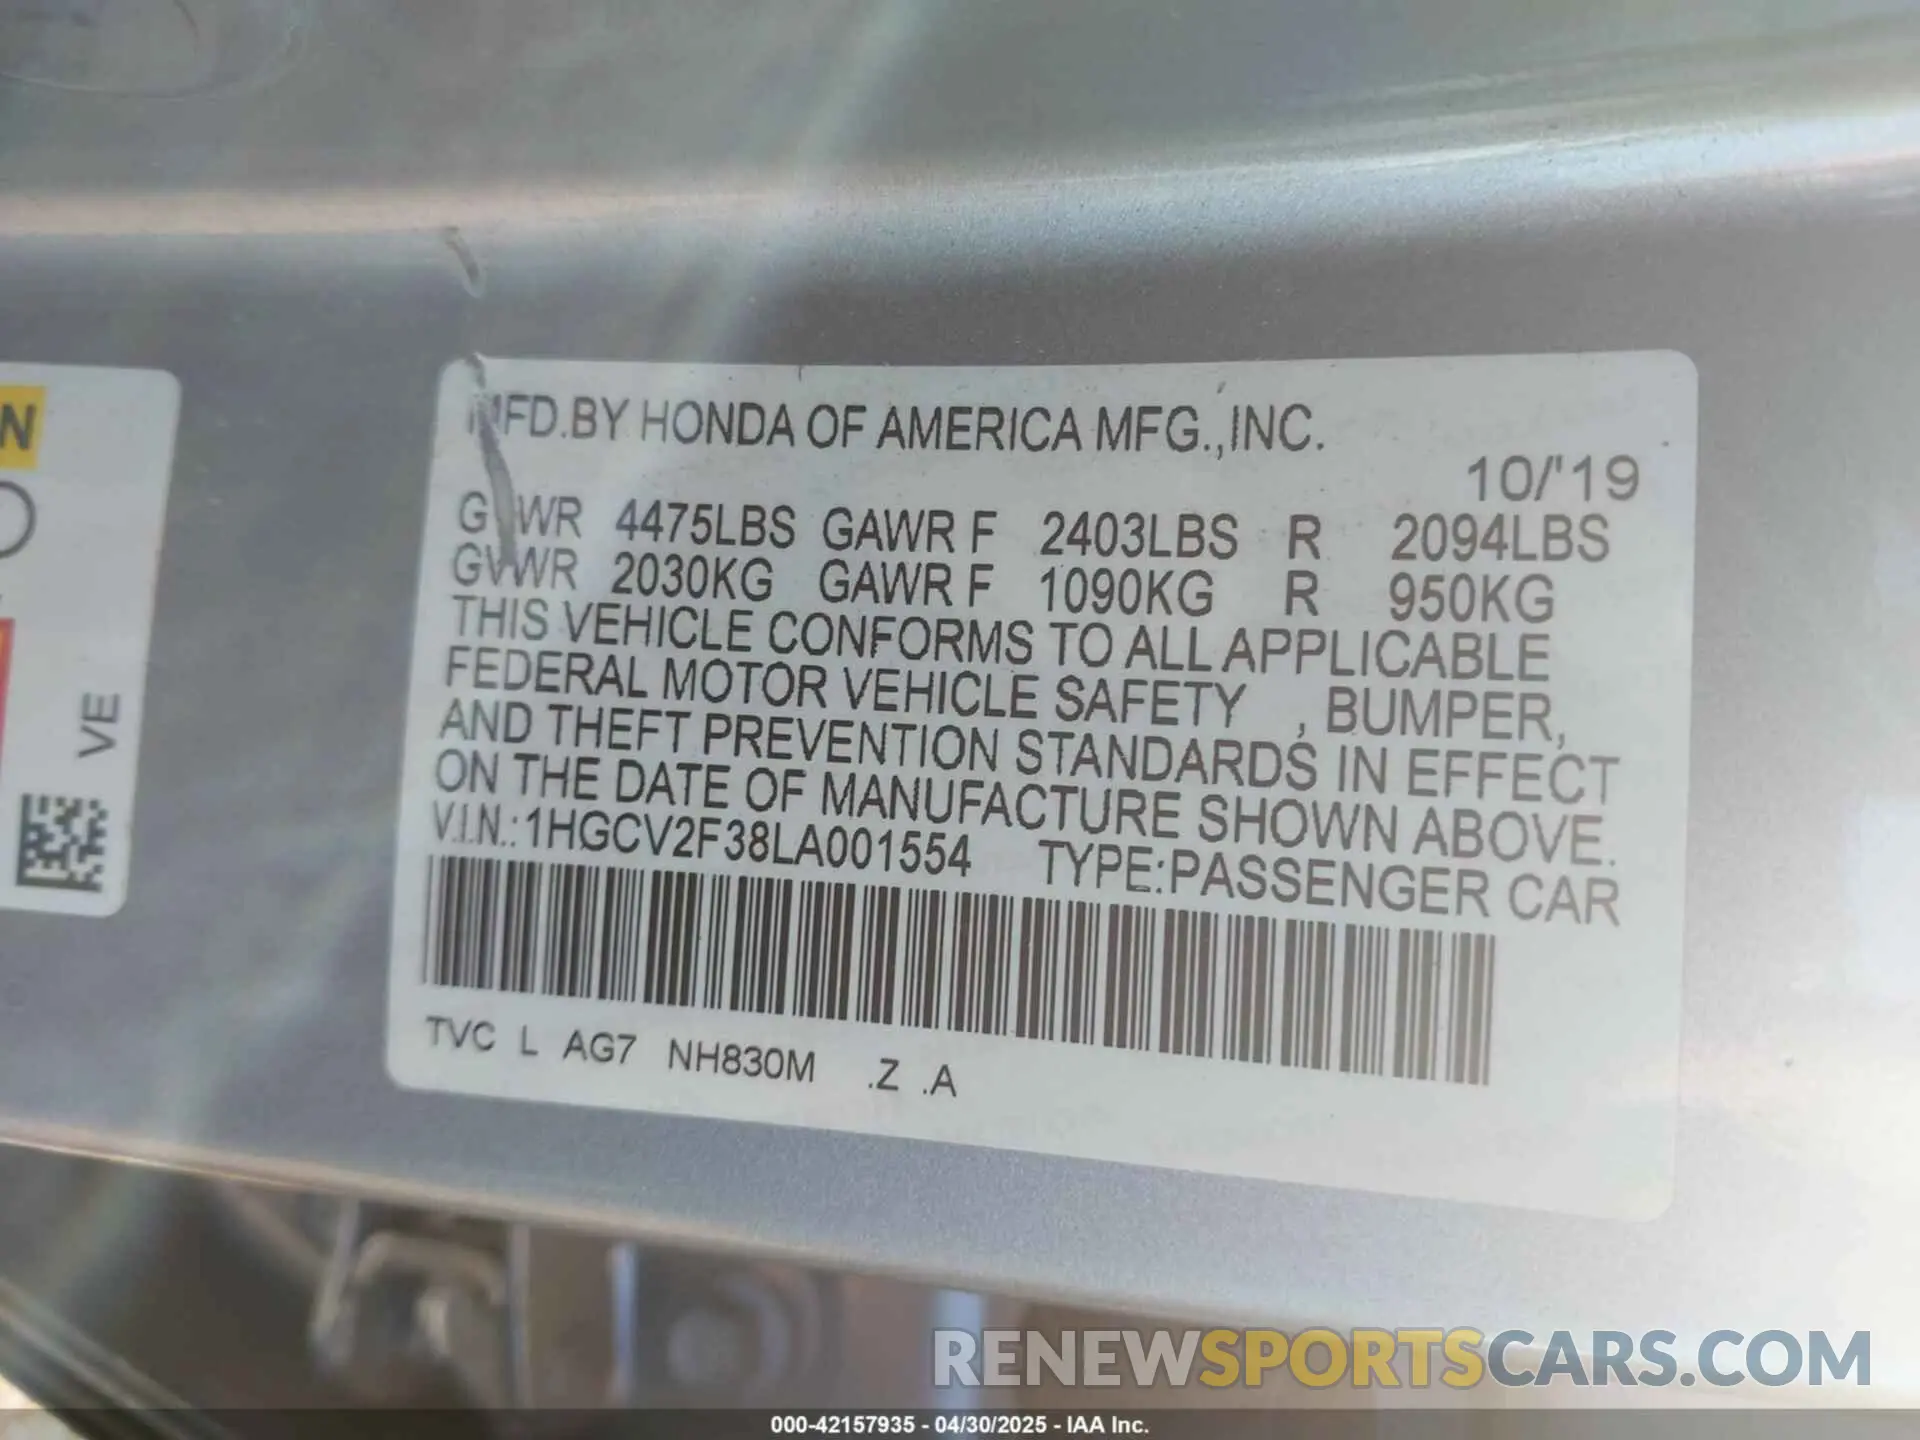 MFD.BY HONDA OF AMERICA MFG.,INC.
10/'19
GVWR 4475LBS GAWR F 2403LBS R 2094LBS
GVWR 2030KG GAWR F 1090KG R 950KG
THIS VEHICLE CONFORMS TO ALL APPLICABLE
FEDERAL MOTOR VEHICLE SAFETY , BUMPER,
AND THEFT PREVENTION STANDARDS IN EFFECT
ON THE DATE OF MANUFACTURE SHOWN ABOVE.
V.I.N.:1HGCV2F38LA001554 TYPE:PASSENGER CAR
TVC L AG7 NH830M .Z .A
N
VE
RENEWSPORTSCARS.COM
000-42157935 - 04/30/2025 - IAA Inc.